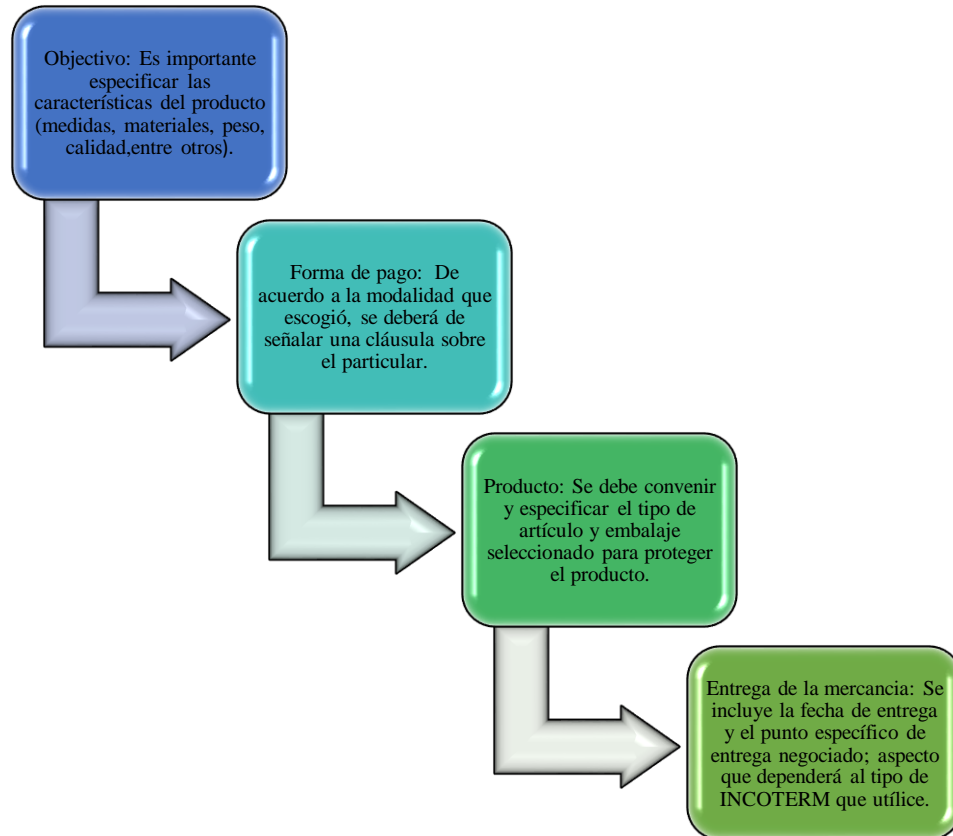 Objectivo: Es importante
especificar las
características del producto
(medidas, materiales, peso,
calidad,entre otros).
Forma de pago: De
acuerdo a la modalidad que
escogió, se deberá de
señalar una cláusula sobre
el particular.
Producto: Se debe convenir
y especificar el tipo de
artículo y embalaje
seleccionado para proteger
el producto.
Entrega de la mercancia: Se
incluye la fecha de entrega
y el punto específico de
entrega negociado; aspecto
que dependerá al tipo de
INCOTERM que utílice.